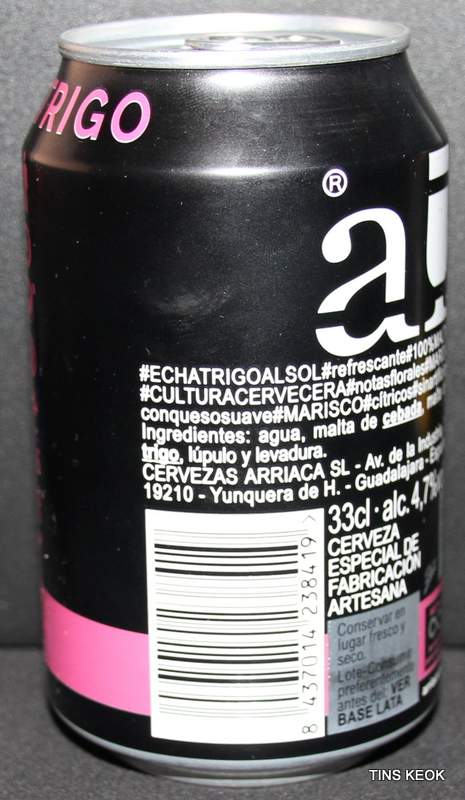 TRIGO
®
a
#ECHATRIGOALSOL#refrescante#100%
#CULTURACERVECERA#notasflorales
conquesosuave#MARISCO#cítricos
Ingredientes: agua, malta de cebada,
trigo, lúpulo y levadura.
CERVEZAS ARRIACA SL - Av. de la
19210 - Yunquera de H. - Guadalajara -
33cl · alc. 4,7%
CERVEZA
ESPECIAL DE
FABRICACIÓN
ARTESANA
Conservar en
lugar fresco y
seco.
Lote-Consumir
preferentemente
antes del: VER
BASE LATA
8 437014 238419 >
TINS KEOK